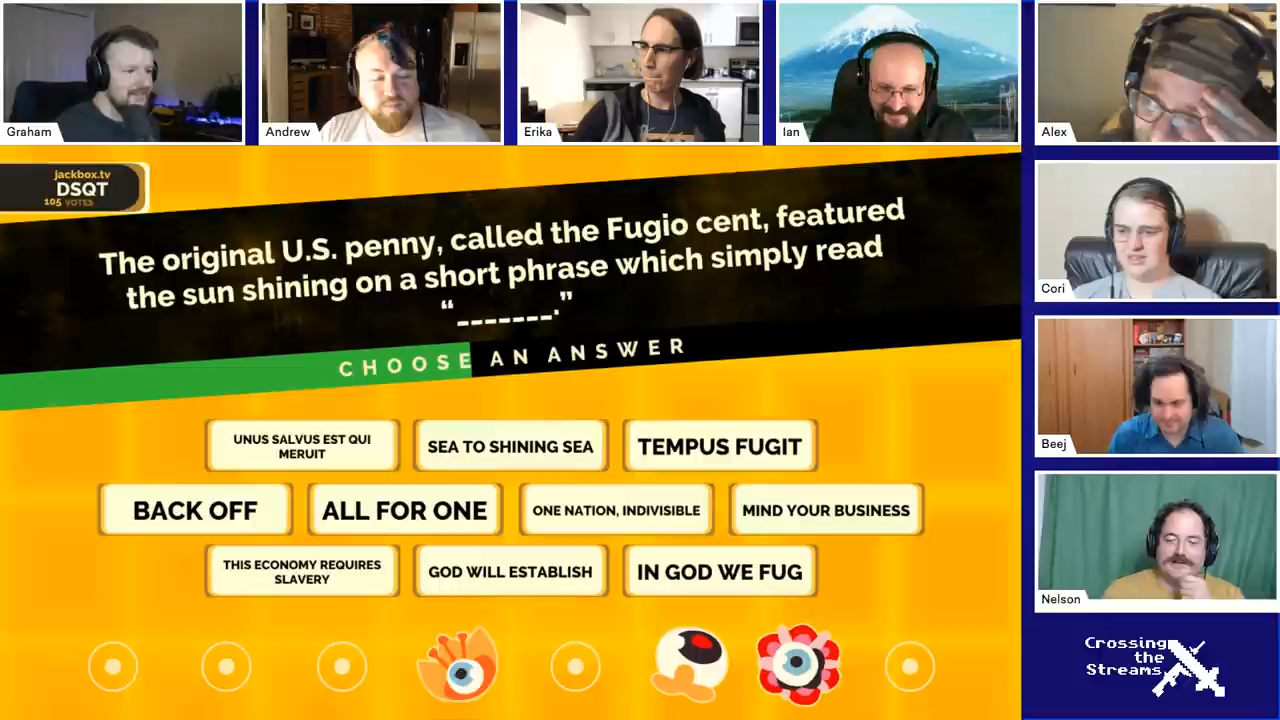 Graham
Andrew
Erika
Ian
Alex
jackbox.tv
DSQT
105 VOTES
The original U.S. penny, called the Fugio cent, featured
the sun shining on a short phrase which simply read
“_______.”
CHOOSE AN ANSWER
Cori
UNUS SALVUS EST QUI
MERUIT
SEA TO SHINING SEA
TEMPUS FUGIT
Beej
BACK OFF
ALL FOR ONE
ONE NATION, INDIVISIBLE
MIND YOUR BUSINESS
THIS ECONOMY REQUIRES
SLAVERY
GOD WILL ESTABLISH
IN GOD WE FUG
Nelson
Crossing
the
Streams